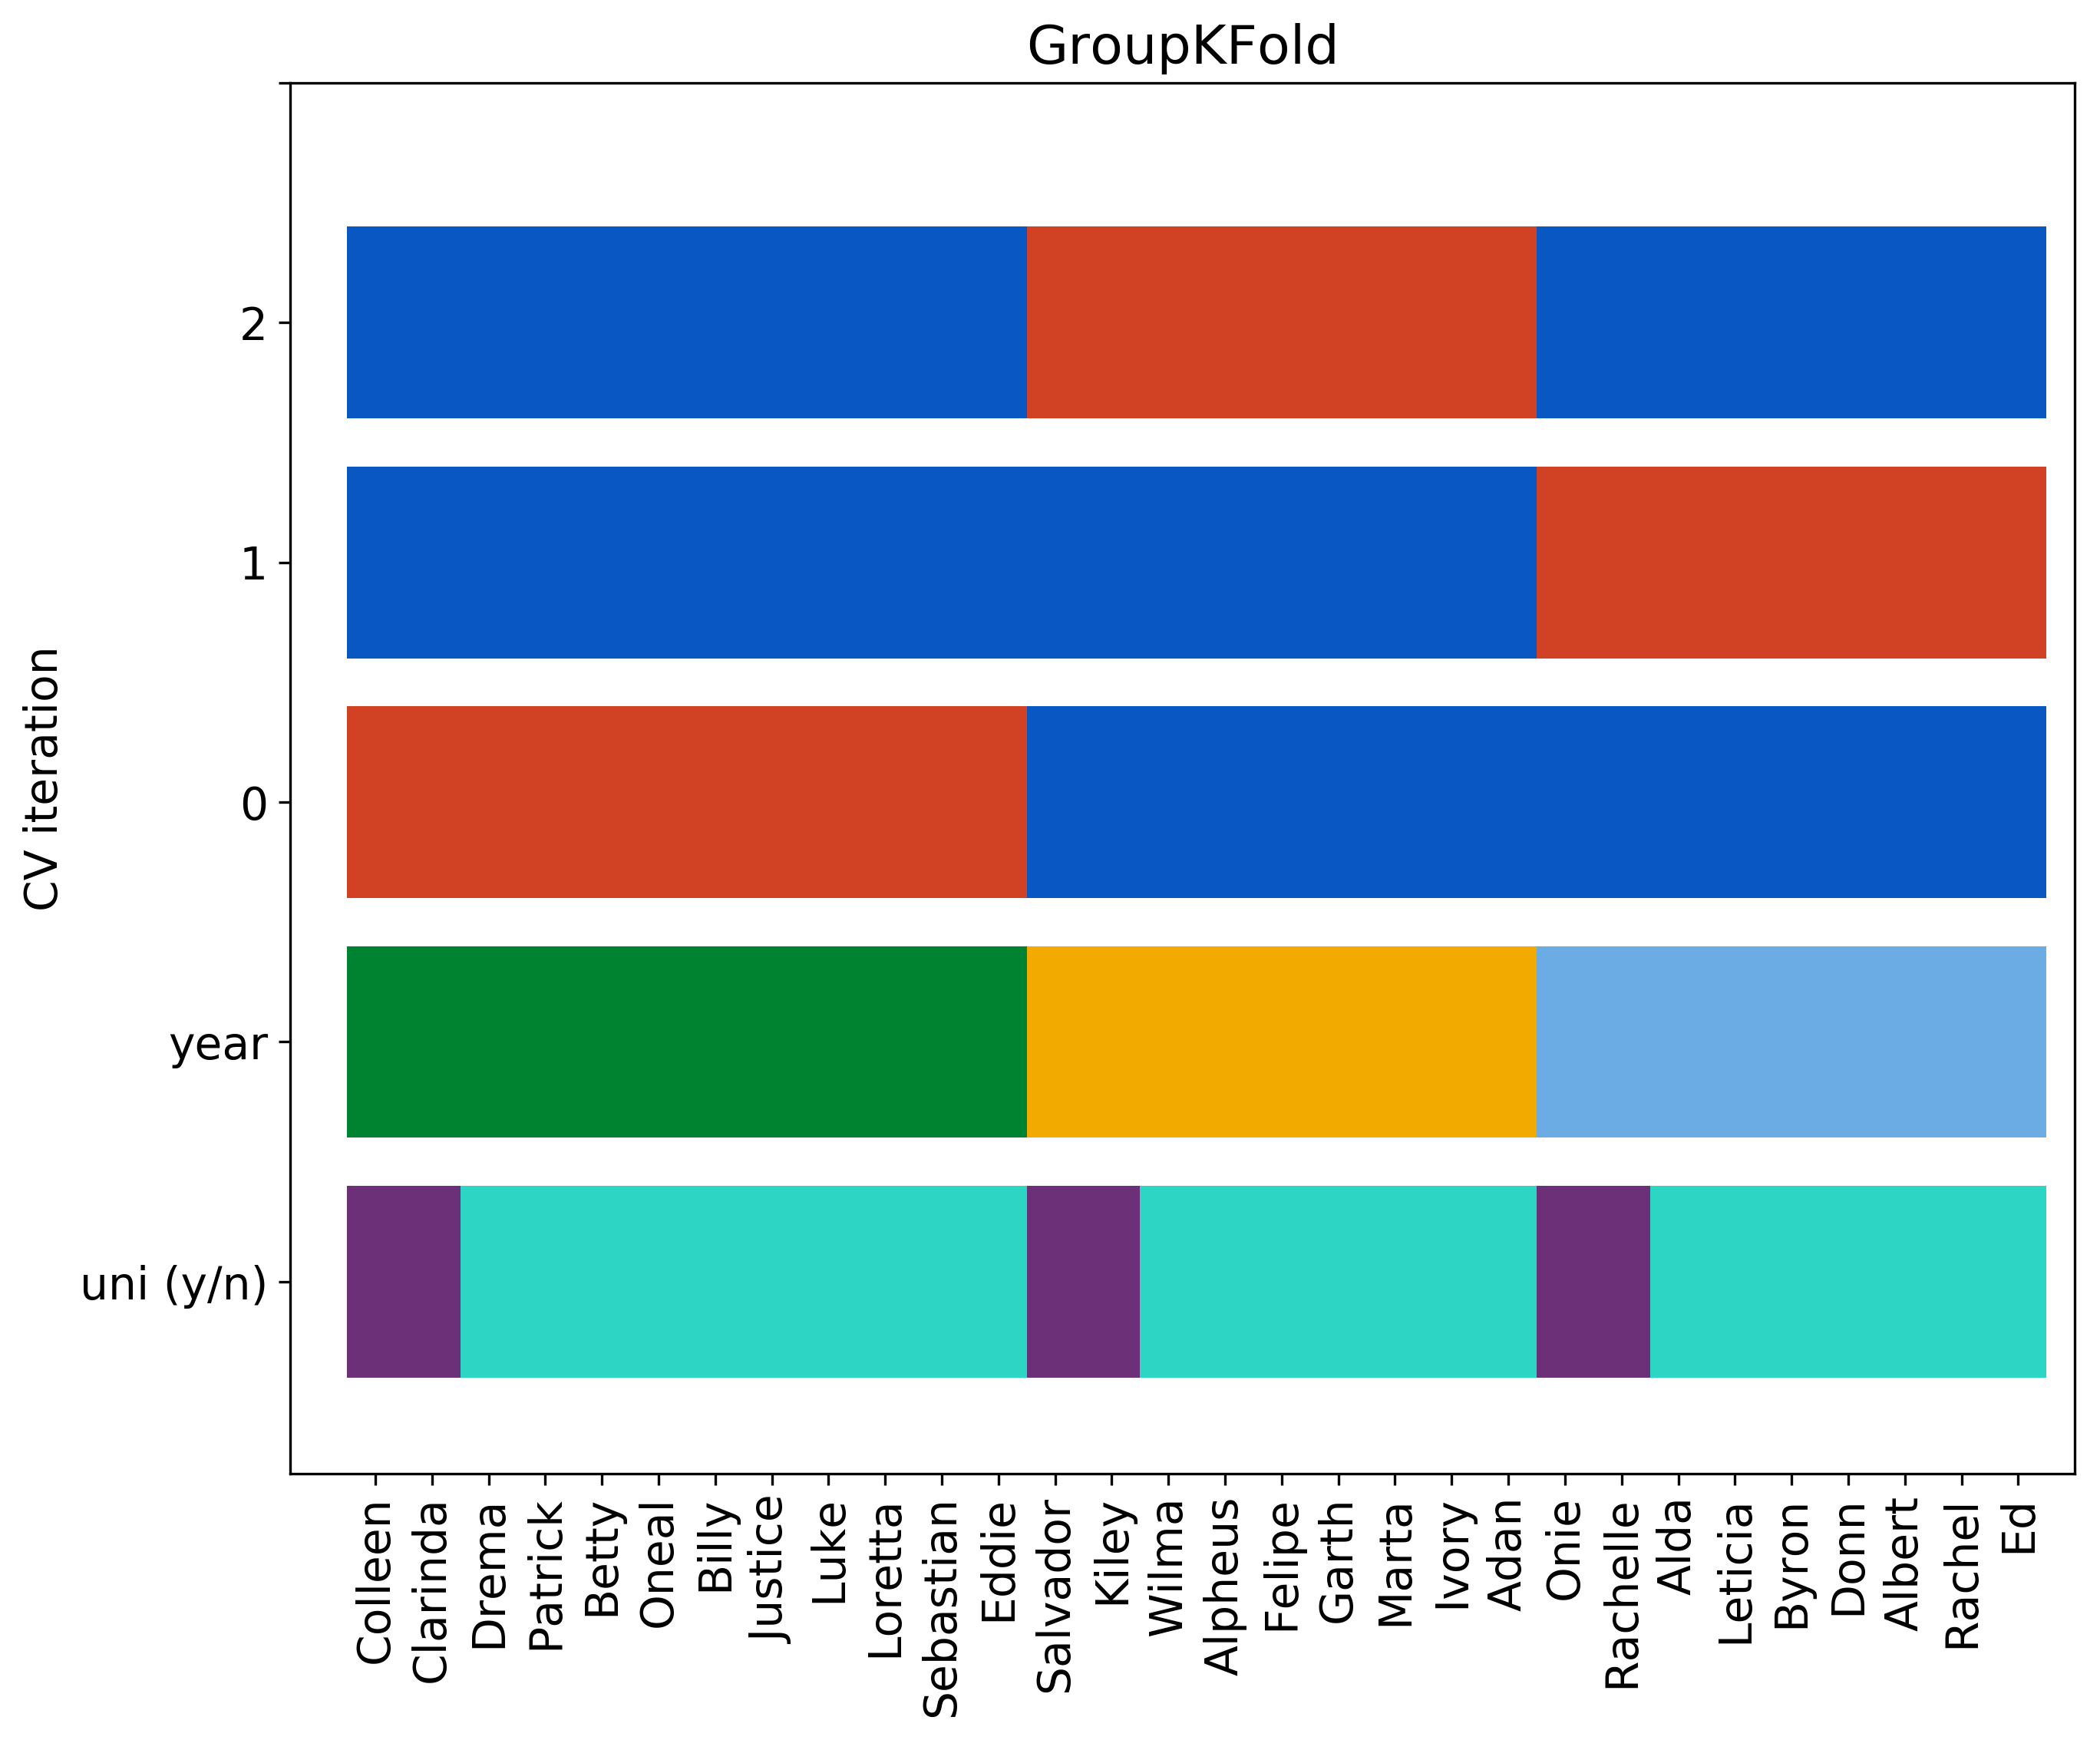 GroupKFold
CV iteration
2
1
0
year
uni (y/n)
Colleen
Clarinda
Drema
Patrick
Betty
Omeal
Billy
Justice
Luke
Loretta
Sebastian
Eddie
Salvador
Kiley
Wilma
Alpheus
Felipe
Garth
Marta
Ivory
Adan
Onie
Rachelle
Alda
Leticia
Byron
Donn
Albert
Rachel
Ed